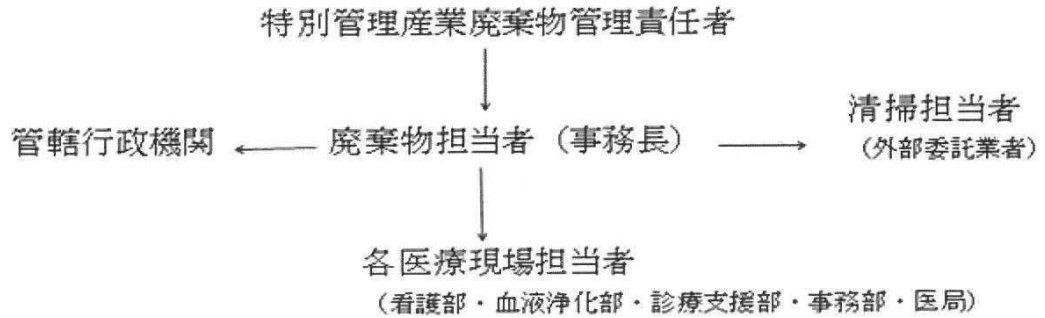 特別管理産業廃棄物管理責任者
管轄行政機関
廃棄物担当者（事務長）
清掃担当者
（外部委託業者）
各医療現場担当者
（看護部・血液浄化部・診療支援部・事務部・医局）